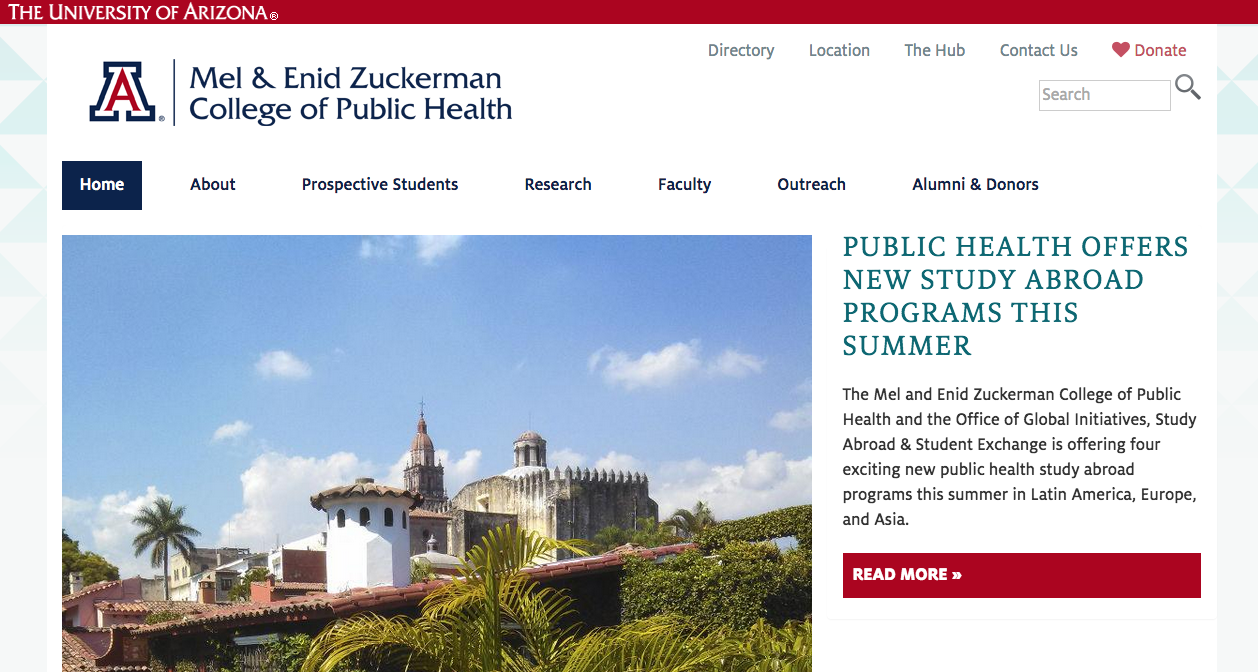 THE UNIVERSITY OF ARIZONA®
Directory
Location
The Hub
Contact Us
Donate
A®
Mel & Enid Zuckerman
College of Public Health
Search
Home
About
Prospective Students
Research
Faculty
Outreach
Alumni & Donors
PUBLIC HEALTH OFFERS
NEW STUDY ABROAD
PROGRAMS THIS
SUMMER
The Mel and Enid Zuckerman College of Public
Health and the Office of Global Initiatives, Study
Abroad & Student Exchange is offering four
exciting new public health study abroad
programs this summer in Latin America, Europe,
and Asia.
READ MORE »